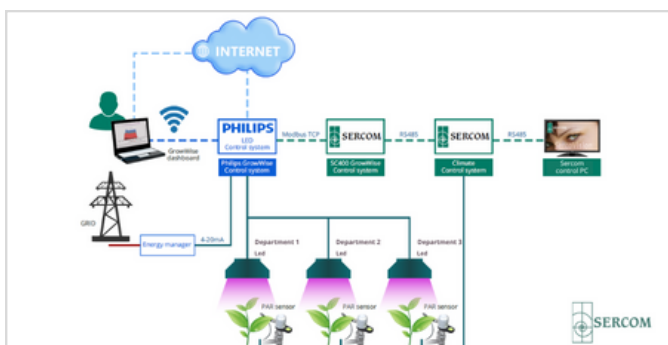 INTERNET
PHILIPS
LED
Control system
Modbus TCP
SERCOM
RS485
SERCOM
RS485
GrowWise
dashboard
Philips GrowWise
Control system
SC400 GrowWise
Control system
Climate
Control system
Sercom
control PC
GRID
Energy manager
4-20mA
Department 1
Led
Department 2
Led
Department 3
Led
PAR sensor
PAR sensor
PAR sensor
SERCOM